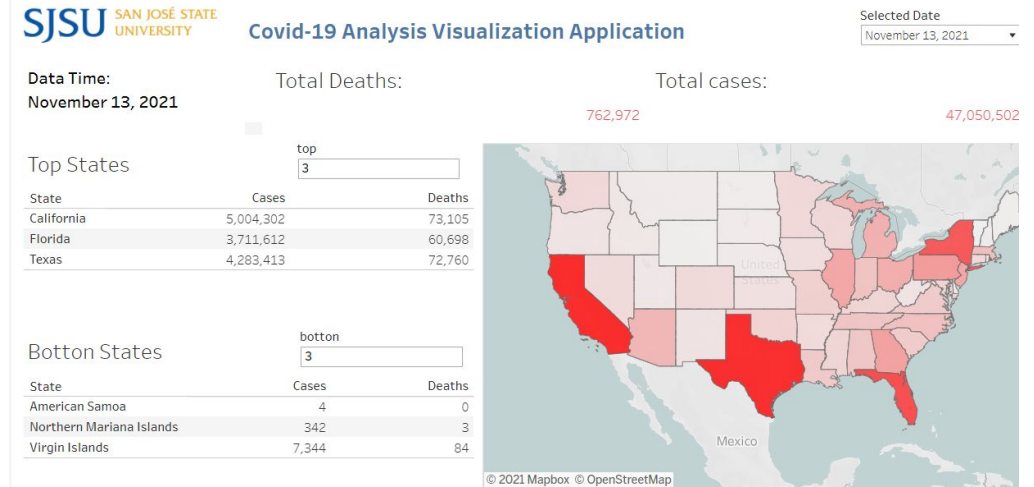 SJSU SAN JOSÉ STATE
UNIVERSITY
Covid-19 Analysis Visualization Application
Selected Date
November 13, 2021
Data Time:
November 13, 2021
Total Deaths:
762,972
Total cases:
47,050,502
Top States
top
3
State Cases Deaths
California 5,004,302 73,105
Florida 3,711,612 60,698
Texas 4,283,413 72,760
Botton States
botton
3
State Cases Deaths
American Samoa 4 0
Northern Mariana Islands 342 3
Virgin Islands 7,344 84
United
States
Mexico
© 2021 Mapbox © OpenStreetMap